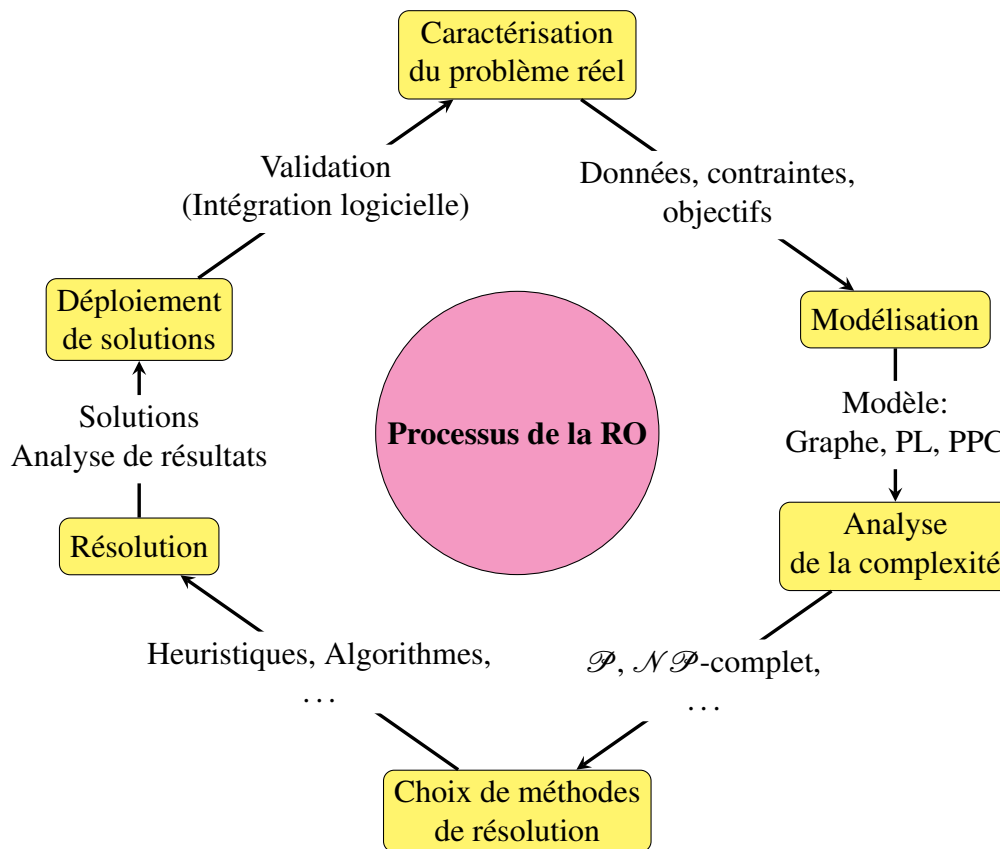 Caractérisation
du problème réel
Données, contraintes,
objectifs
Modélisation
Modèle:
Graphe, PL, PPC
Analyse
de la complexité
𝒫, 𝒩𝒫-complet,
...
Choix de méthodes
de résolution
Heuristiques, Algorithmes,
...
Résolution
Solutions
Analyse de résultats
Déploiement
de solutions
Validation
(Intégration logicielle)
Processus de la RO